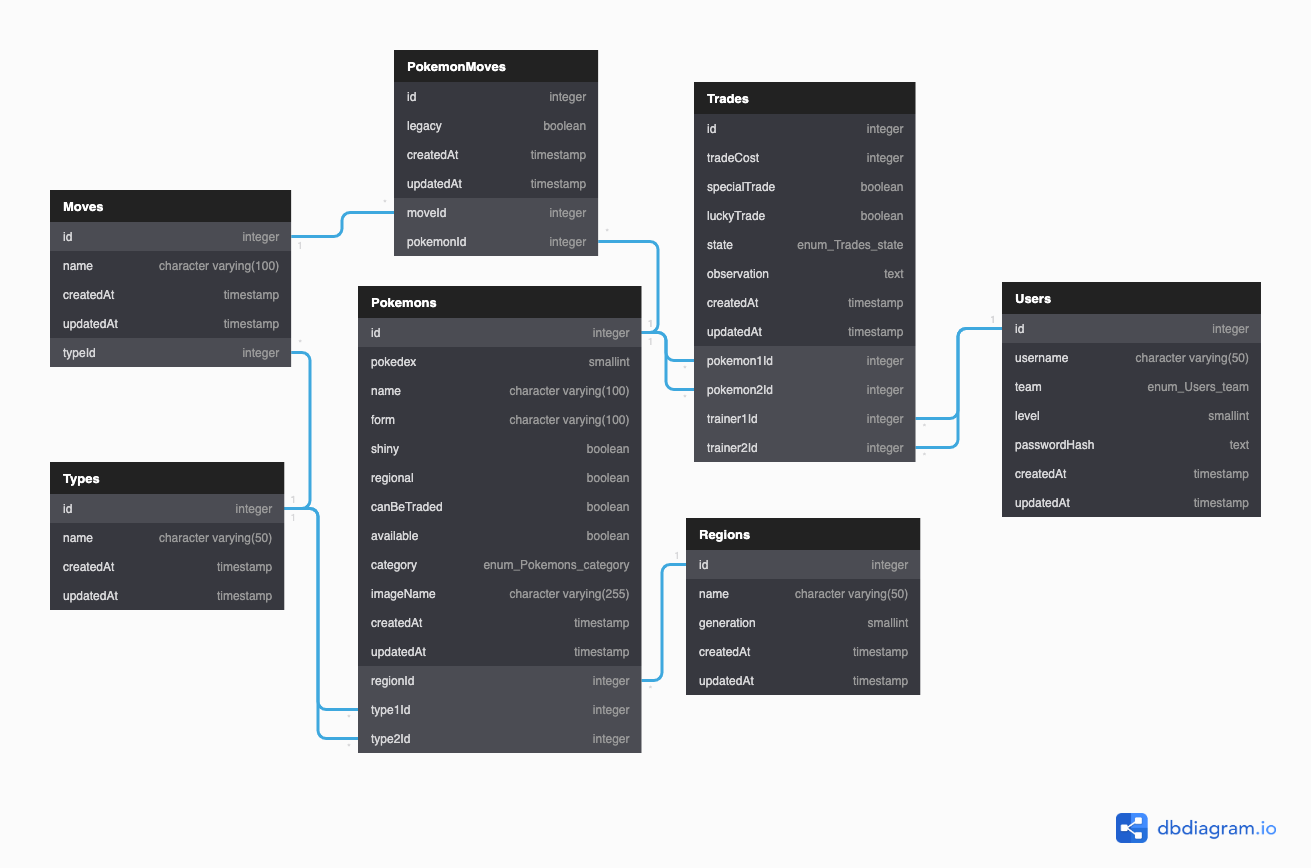 PokemonMoves
id integer
legacy boolean
createdAt timestamp
updatedAt timestamp
moveId integer
pokemonId integer
Trades
id integer
tradeCost integer
specialTrade boolean
luckyTrade boolean
state enum_Trades_state
observation text
createdAt timestamp
updatedAt timestamp
pokemon1Id integer
pokemon2Id integer
trainer1Id integer
trainer2Id integer
Moves
id integer
name character varying(100)
createdAt timestamp
updatedAt timestamp
typeId integer
Pokemons
id integer
pokedex smallint
name character varying(100)
form character varying(100)
shiny boolean
regional boolean
canBeTraded boolean
available boolean
category enum_Pokemons_category
imageName character varying(255)
createdAt timestamp
updatedAt timestamp
regionId integer
type1Id integer
type2Id integer
Users
id integer
username character varying(50)
team enum_Users_team
level smallint
passwordHash text
createdAt timestamp
updatedAt timestamp
Types
id integer
name character varying(50)
createdAt timestamp
updatedAt timestamp
Regions
id integer
name character varying(50)
generation smallint
createdAt timestamp
updatedAt timestamp
1
*
*
*
1
1
*
*
1
*
*
1
1
*
*
1
*
dbdiagram.io